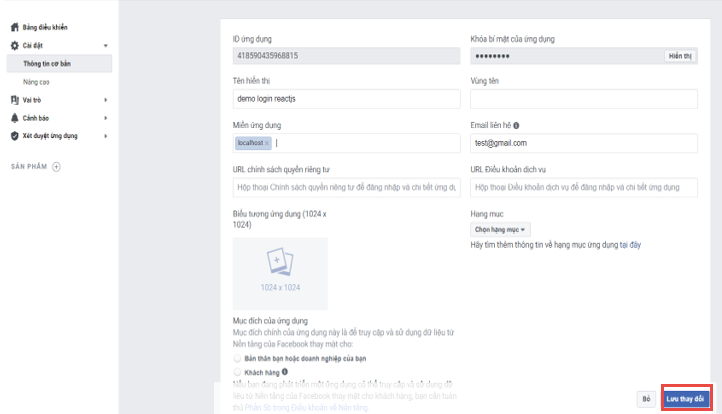 Bảng điều khiển
Cài đặt
Thông tin cơ bản
Nâng cao
Vai trò
Cảnh báo
Xét duyệt ứng dụng
SẢN PHẨM
ID ứng dụng
418590435968815
Khóa bí mật của ứng dụng
●●●●●●●●
Hiển thị
Tên hiển thị
demo login reactjs
Vùng tên
Miền ứng dụng
localhost ×
Email liên hệ
test@gmail.com
URL chính sách quyền riêng tư
Hộp thoại Chính sách quyền riêng tư để đăng nhập và chi tiết ứng dụ
URL Điều khoản dịch vụ
Hộp thoại Điều khoản dịch vụ để đăng nhập và chi tiết ứng dụng
Biểu tượng ứng dụng (1024 x
1024)
1024 x 1024
Hạng mục
Chọn hạng mục
Hãy tìm thêm thông tin về hạng mục ứng dụng tại đây
Mục đích của ứng dụng
Mục đích chính của ứng dụng này là để truy cập và sử dụng dữ liệu từ
Nền tảng của Facebook thay mặt cho:
Bản thân bạn hoặc doanh nghiệp của bạn
Khách hàng
Nếu bạn đang phát triển một ứng dụng có thể truy cập và sử dụng dữ
liệu từ Nền tảng của Facebook thay mặt cho khách hàng, bạn cần tuân
thủ Phần 5b trong Điều khoản về Nền tảng
Bỏ
Lưu thay đổi